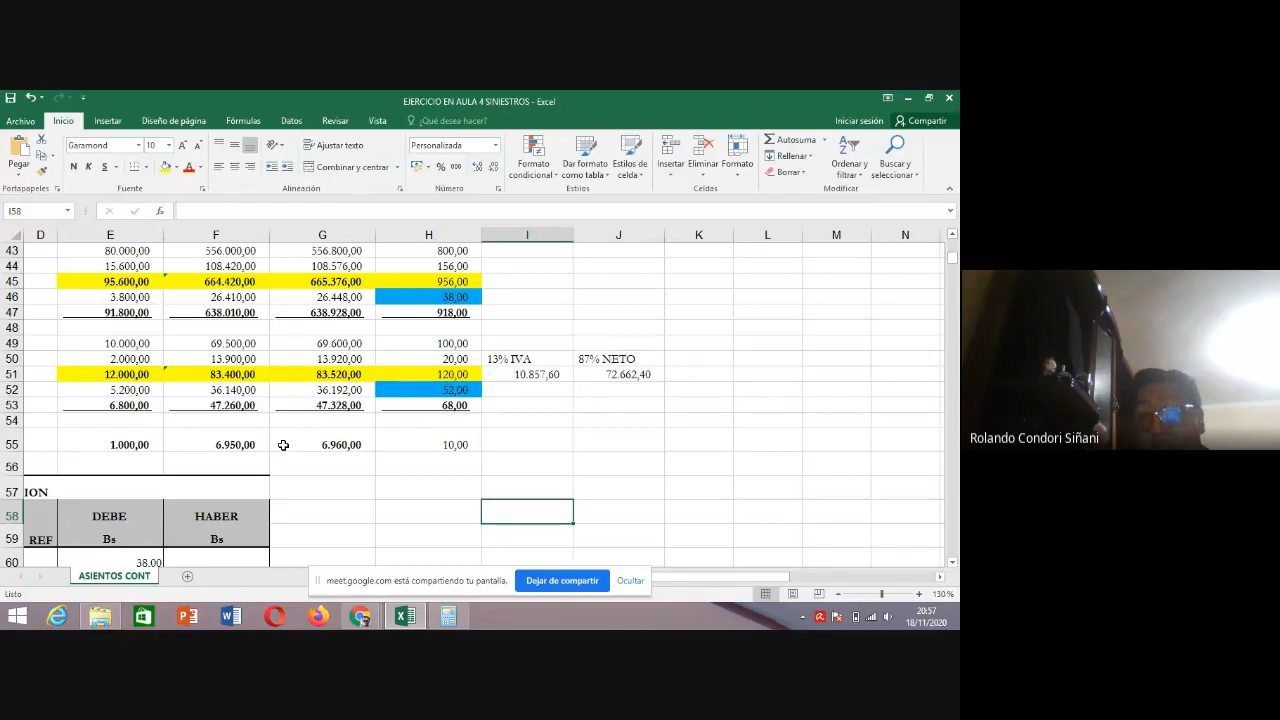 EJERCICIO EN AULA 4 SINIESTROS - Excel
Archivo Inicio Insertar Diseño de página Fórmulas Datos Revisar Vista ¿Qué desea hacer? Iniciar sesión Compartir
Pegar
Portapapeles
Garamond 10
N K S
Fuente
Ajustar texto
Combinar y centrar
Alineación
Personalizada
% 000
Número
Formato condicional
Dar formato como tabla
Estilos de celda
Estilos
Insertar Eliminar Formato
Celdas
Autosuma
Rellenar
Borrar
Ordenar y filtrar
Buscar y seleccionar
Modificar
I58 fx
D E F G H I J K L M N
43 80.000,00 556.000,00 556.800,00 800,00
44 15.600,00 108.420,00 108.576,00 156,00
45 95.600,00 664.420,00 665.376,00 956,00
46 3.800,00 26.410,00 26.448,00 38,00
47 91.800,00 638.010,00 638.928,00 918,00
48
49 10.000,00 69.500,00 69.600,00 100,00
50 2.000,00 13.900,00 13.920,00 20,00 13% IVA 87% NETO
51 12.000,00 83.400,00 83.520,00 120,00 10.857,60 72.662,40
52 5.200,00 36.140,00 36.192,00 52,00
53 6.800,00 47.260,00 47.328,00 68,00
54
55 1.000,00 6.950,00 6.960,00 10,00
56
57 ION
58 DEBE HABER
59 REF Bs Bs
60 38.00
ASIENTOS CONT
meet.google.com está compartiendo tu pantalla. Dejar de compartir Ocultar
Listo 130 %
20:57
18/11/2020
Rolando Condori Siñani